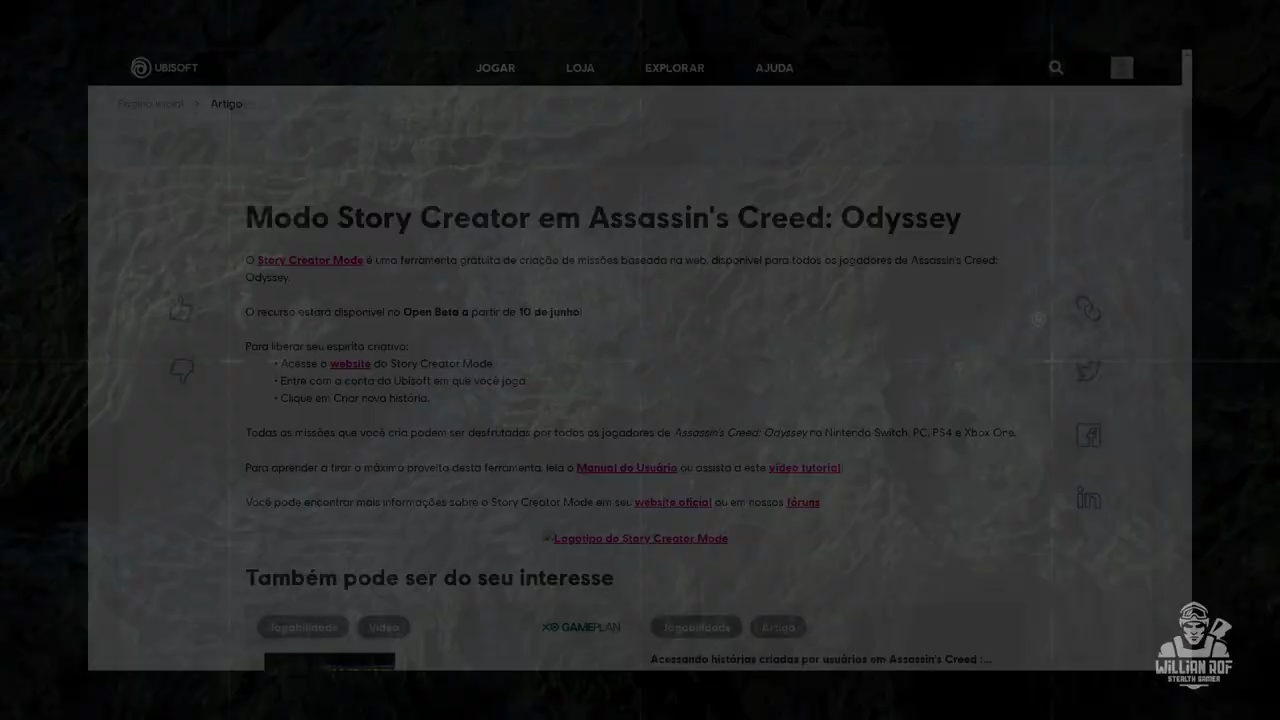 UBISOFT
JOGAR LOJA EXPLORAR AJUDA
Página inicial > Artigo
Modo Story Creator em Assassin's Creed: Odyssey
O Story Creator Mode é uma ferramenta gratuita de criação de missões baseada na web, disponível para todos os jogadores de Assassin's Creed:
Odyssey.
O recurso estará disponível no Open Beta a partir de 10 de junho!
Para liberar seu espírito criativo:
• Acesse o website do Story Creator Mode
• Entre com a conta da Ubisoft em que você joga.
• Clique em Criar nova história.
Todas as missões que você cria podem ser desfrutadas por todos os jogadores de Assassin's Creed: Odyssey no Nintendo Switch, PC, PS4 e Xbox One.
Para aprender a tirar o máximo proveito desta ferramenta, leia o Manual do Usuário ou assista a este vídeo tutorial!
Você pode encontrar mais informações sobre o Story Creator Mode em seu website oficial ou em nossos fóruns
Logotipo do Story Creator Mode
Também pode ser do seu interesse
Jogabilidade Vídeo
GAMEPLAN
Jogabilidade Artigo
Acessando histórias criadas por usuários em Assassin's Creed :...
WILLIAN ROF
STEALTH GAMER